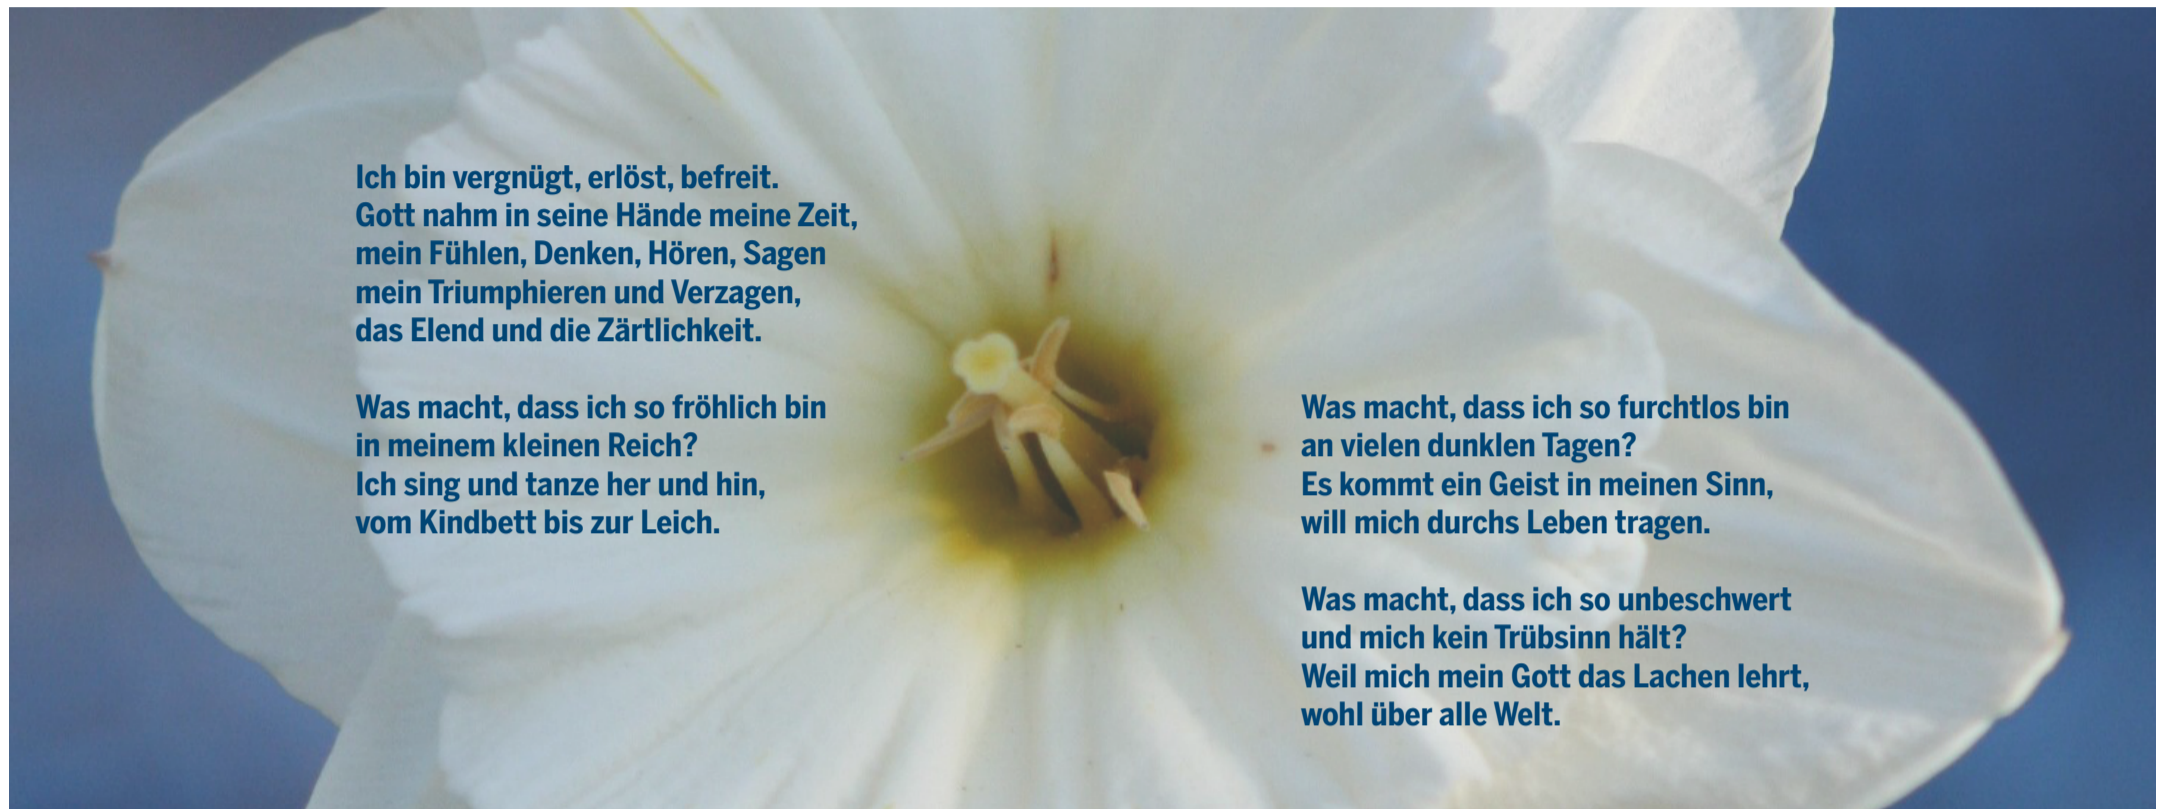 Ich bin vergnügt, erlöst, befreit.
Gott nahm in seine Hände meine Zeit,
mein Fühlen, Denken, Hören, Sagen
mein Triumphieren und Verzagen,
das Elend und die Zärtlichkeit.
Was macht, dass ich so fröhlich bin
in meinem kleinen Reich?
Ich sing und tanze her und hin,
vom Kindbett bis zur Leich.
Was macht, dass ich so furchtlos bin
an vielen dunklen Tagen?
Es kommt ein Geist in meinen Sinn,
will mich durchs Leben tragen.
Was macht, dass ich so unbeschwert
und mich kein Trübsinn hält?
Weil mich mein Gott das Lachen lehrt,
wohl über alle Welt.